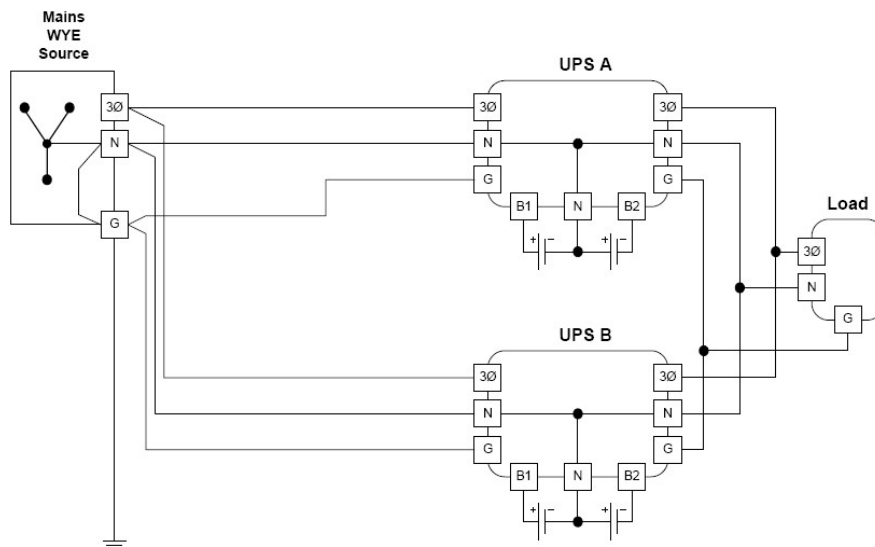 Mains
WYE
Source
3Ø
N
G
UPS A
3Ø
N
G
B1
N
B2
3Ø
N
G
+ − + −
Load
3Ø
N
G
UPS B
3Ø
N
G
B1
N
B2
3Ø
N
G
+ − + −